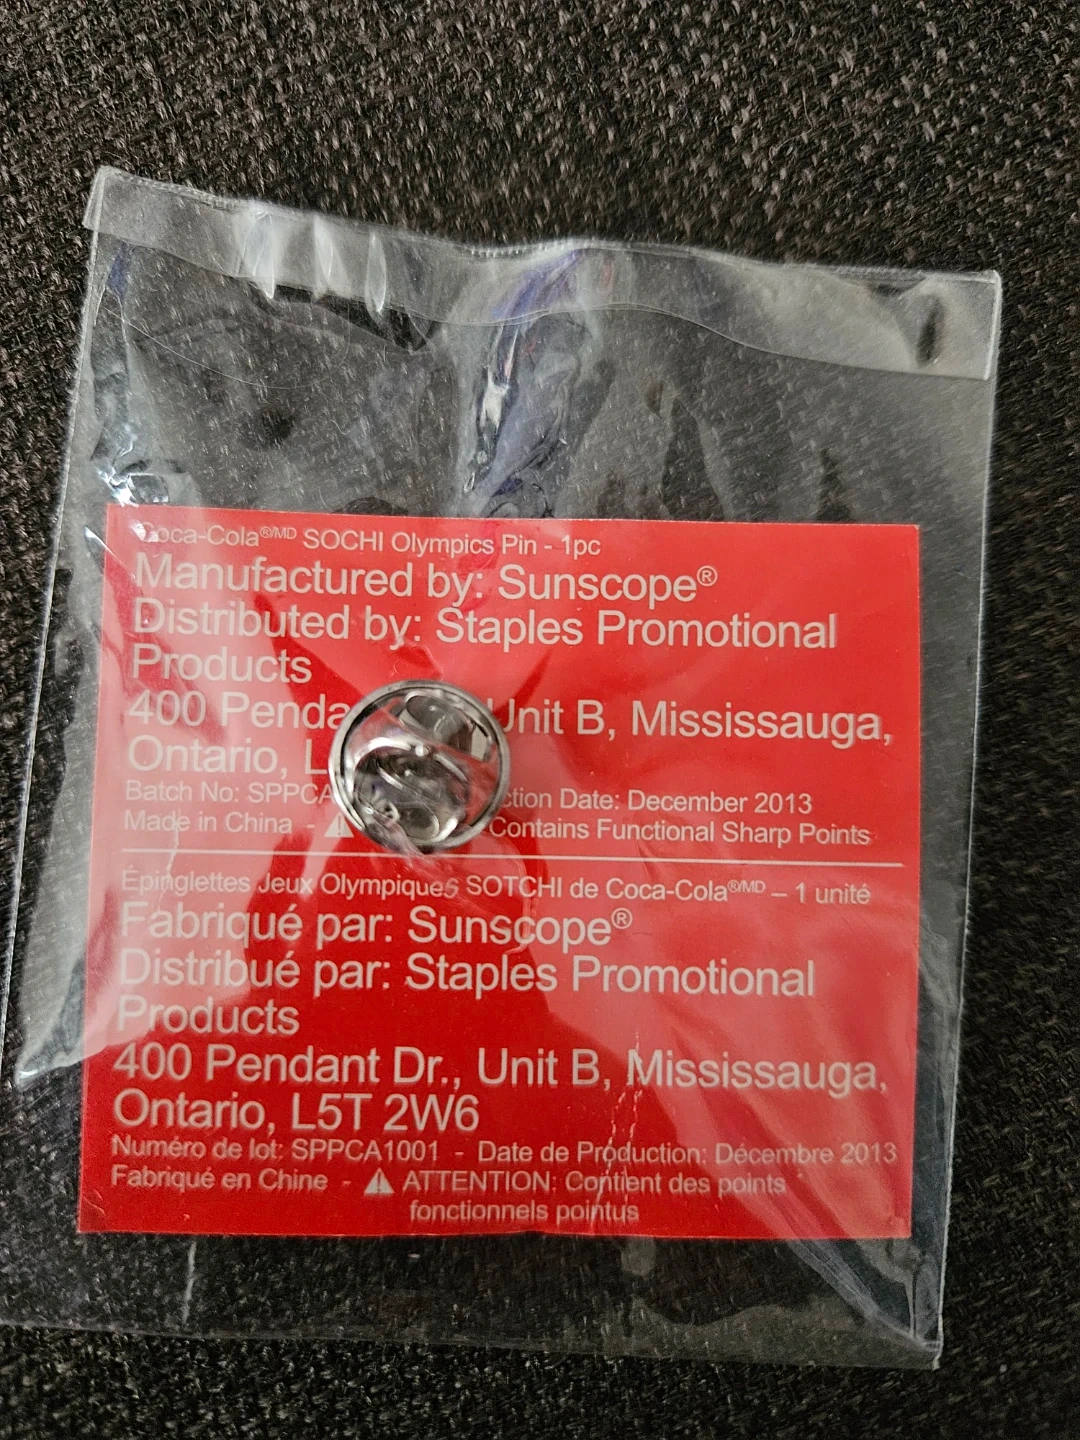 Coca-Cola®/MD SOCHI Olympics Pin - 1pc
Manufactured by: Sunscope®
Distributed by: Staples Promotional
Products
400 Penda Unit B, Mississauga,
Ontario, L
Batch No: SPPCA ction Date: December 2013
Made in China - Contains Functional Sharp Points
Épinglettes Jeux Olympiques SOTCHI de Coca-Cola®/MD – 1 unité
Fabriqué par: Sunscope®
Distribué par: Staples Promotional
Products
400 Pendant Dr., Unit B, Mississauga,
Ontario, L5T 2W6
Numéro de lot: SPPCA1001 - Date de Production: Décembre 2013
Fabriqué en Chine - ⚠ ATTENTION: Contient des points
fonctionnels pointus